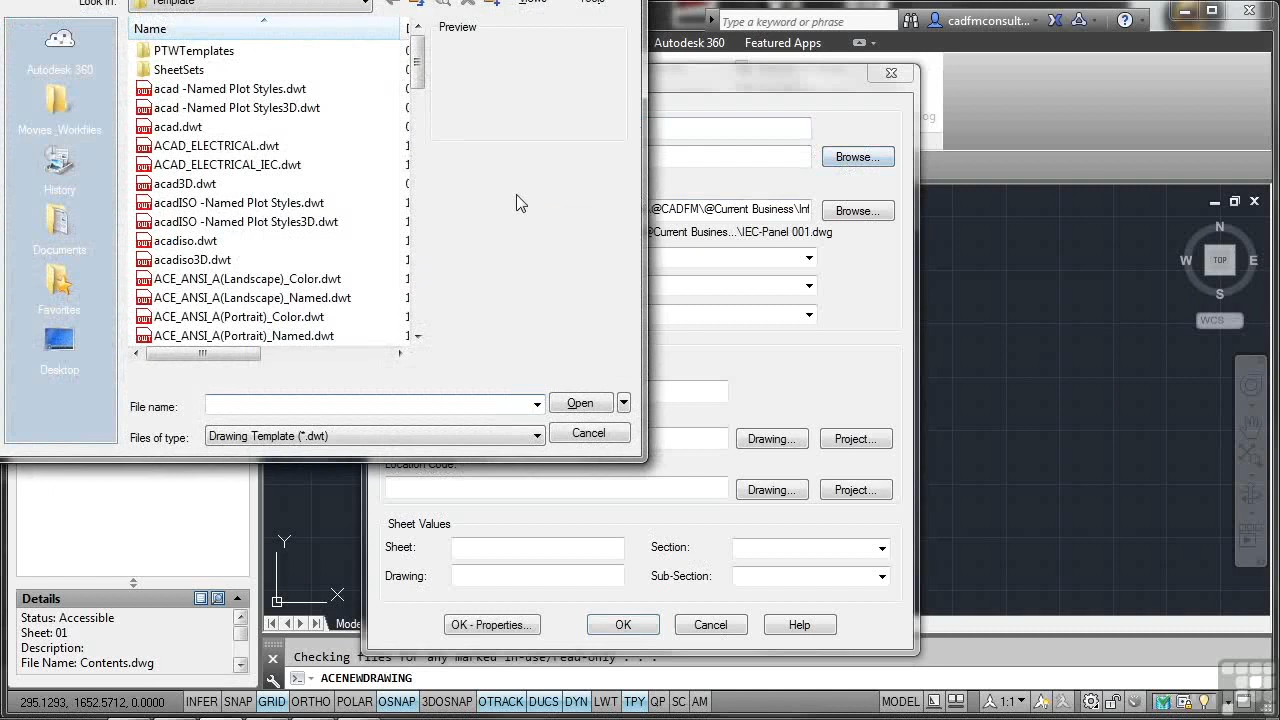 Look in:
Template
Views
Tools
Type a keyword or phrase
cadfmconsult...
Autodesk 360
Featured Apps
Name
Preview
Autodesk 360
Movies _Workfiles
History
Documents
Favorites
Desktop
PTWTemplates
SheetSets
acad -Named Plot Styles.dwt
acad -Named Plot Styles3D.dwt
acad.dwt
ACAD_ELECTRICAL.dwt
ACAD_ELECTRICAL_IEC.dwt
acad3D.dwt
acadISO -Named Plot Styles.dwt
acadISO -Named Plot Styles3D.dwt
acadiso.dwt
acadiso3D.dwt
ACE_ANSI_A(Landscape)_Color.dwt
ACE_ANSI_A(Landscape)_Named.dwt
ACE_ANSI_A(Portrait)_Color.dwt
ACE_ANSI_A(Portrait)_Named.dwt
File name:
Open
Files of type:
Drawing Template (*.dwt)
Cancel
Browse...
@CADFM\@Current Business\Inf
Browse...
Current Busines...\IEC-Panel 001.dwg
N
W
TOP
E
S
WCS
Drawing...
Project...
Location Code:
Drawing...
Project...
Sheet Values
Sheet:
Section:
Drawing:
Sub-Section:
OK - Properties...
OK
Cancel
Help
Y
X
Mode
Details
Status: Accessible
Sheet: 01
Description:
File Name: Contents.dwg
Checking files for any marked in-use/read-only . . .
ACENEWDRAWING
295.1293, 1652.5712, 0.0000
INFER
SNAP
GRID
ORTHO
POLAR
OSNAP
3DOSNAP
OTRACK
DUCS
DYN
LWT
TPY
QP
SC
AM
MODEL
1:1